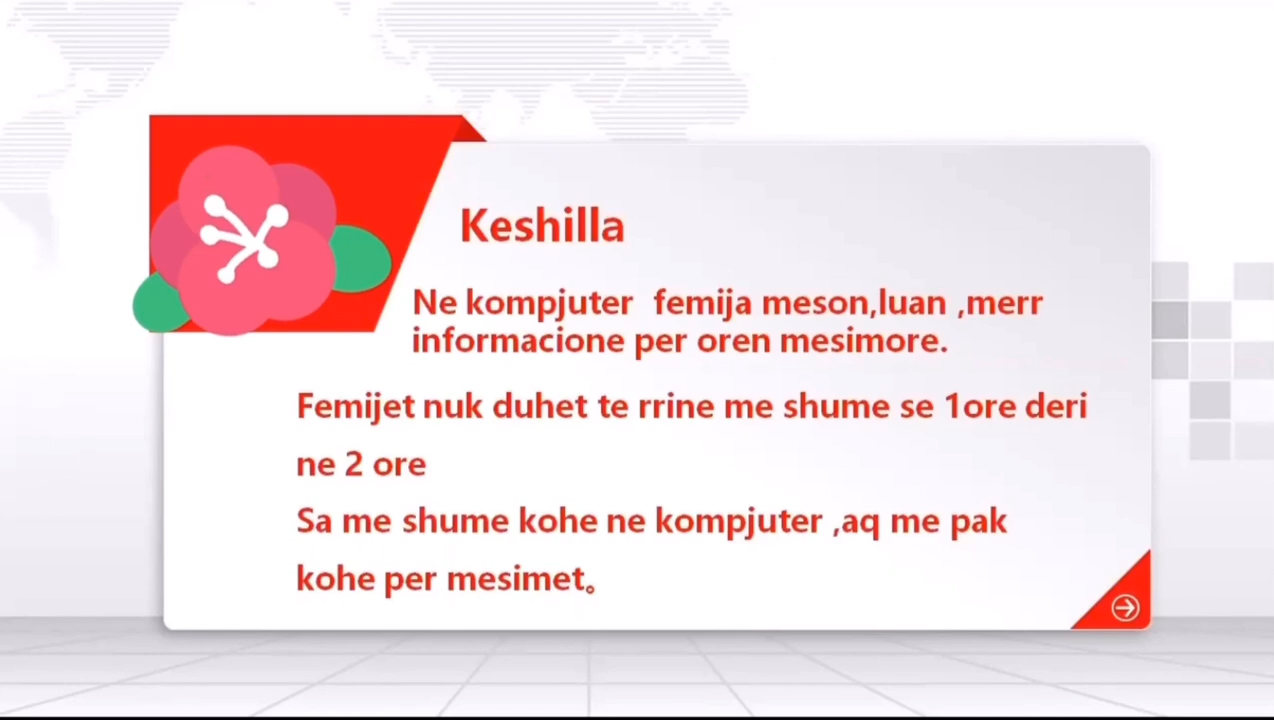 Keshilla
Ne kompjuter femija meson,luan ,merr
informacione per oren mesimore.
Femijet nuk duhet te rrine me shume se 1ore deri
ne 2 ore
Sa me shume kohe ne kompjuter ,aq me pak
kohe per mesimet。